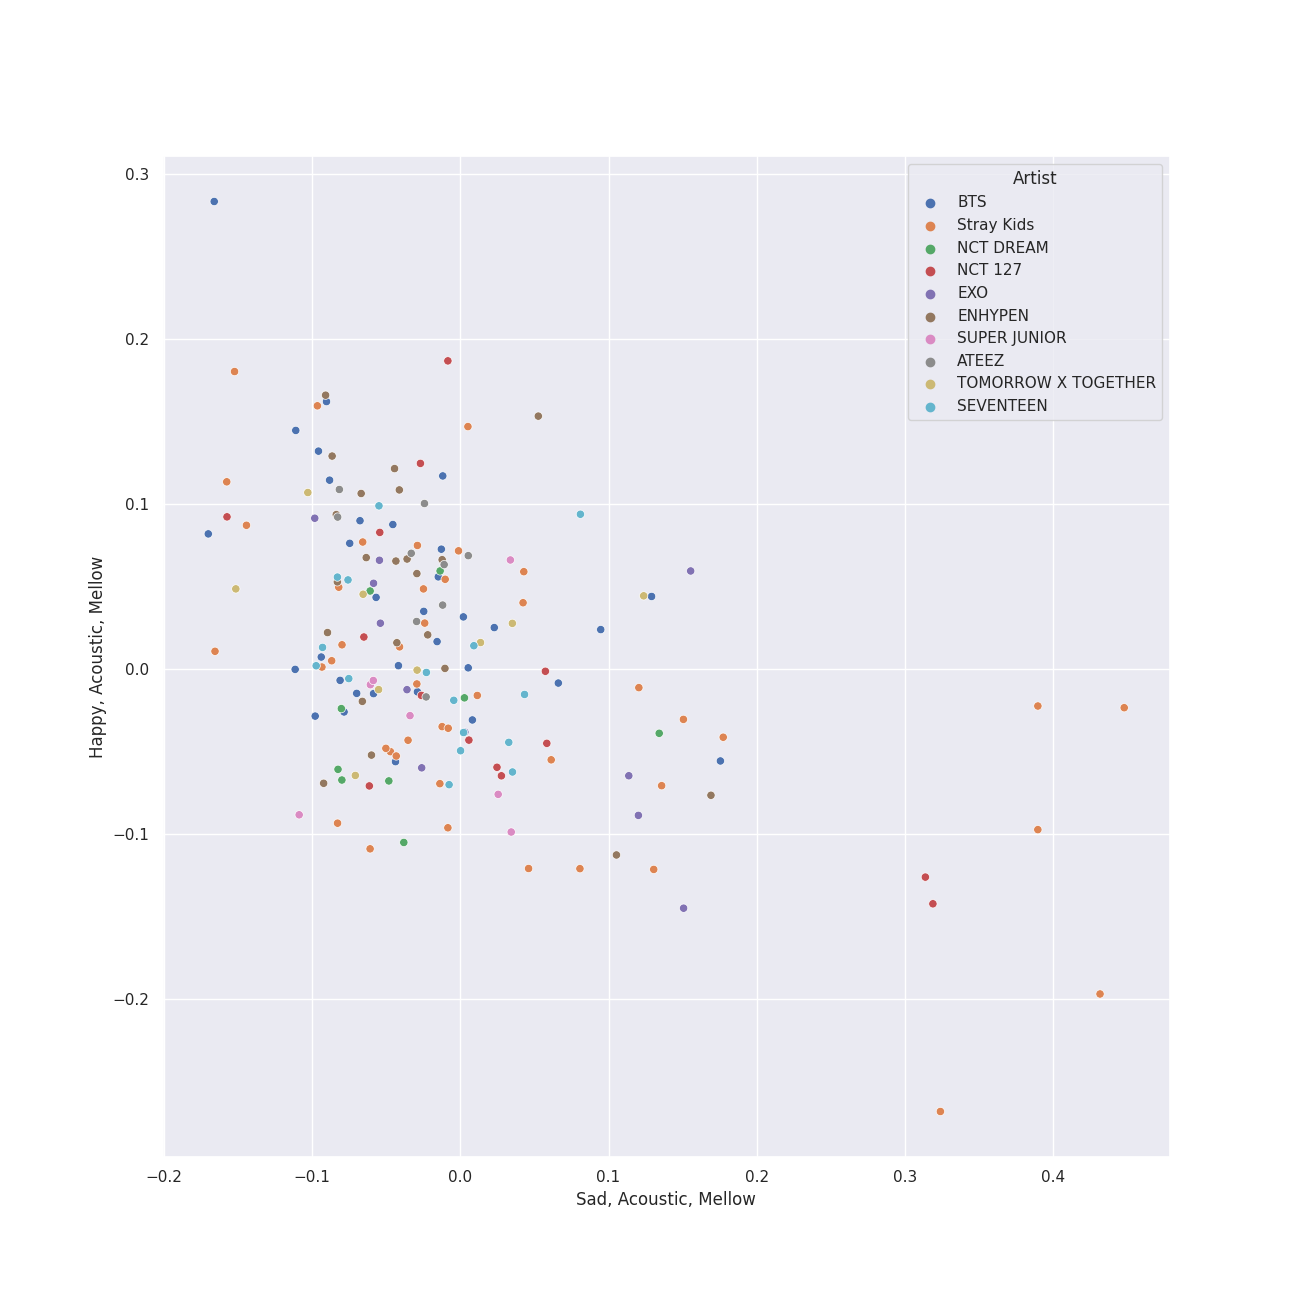 Artist
BTS
Stray Kids
NCT DREAM
NCT 127
EXO
ENHYPEN
SUPER JUNIOR
ATEEZ
TOMORROW X TOGETHER
SEVENTEEN
0.3
0.2
0.1
0.0
−0.1
−0.2
Happy, Acoustic, Mellow
−0.2 −0.1 0.0 0.1 0.2 0.3 0.4
Sad, Acoustic, Mellow